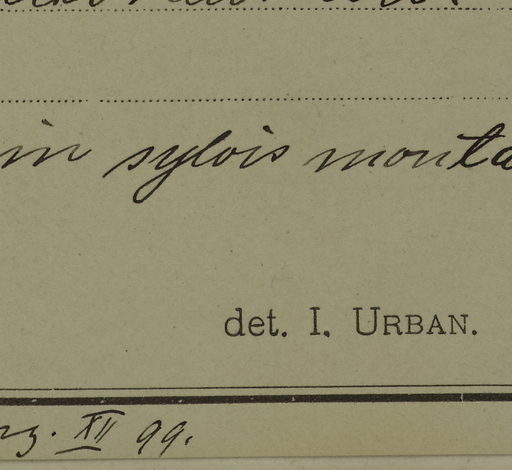 in sylvis monta
det. I. URBAN.
XII 99.